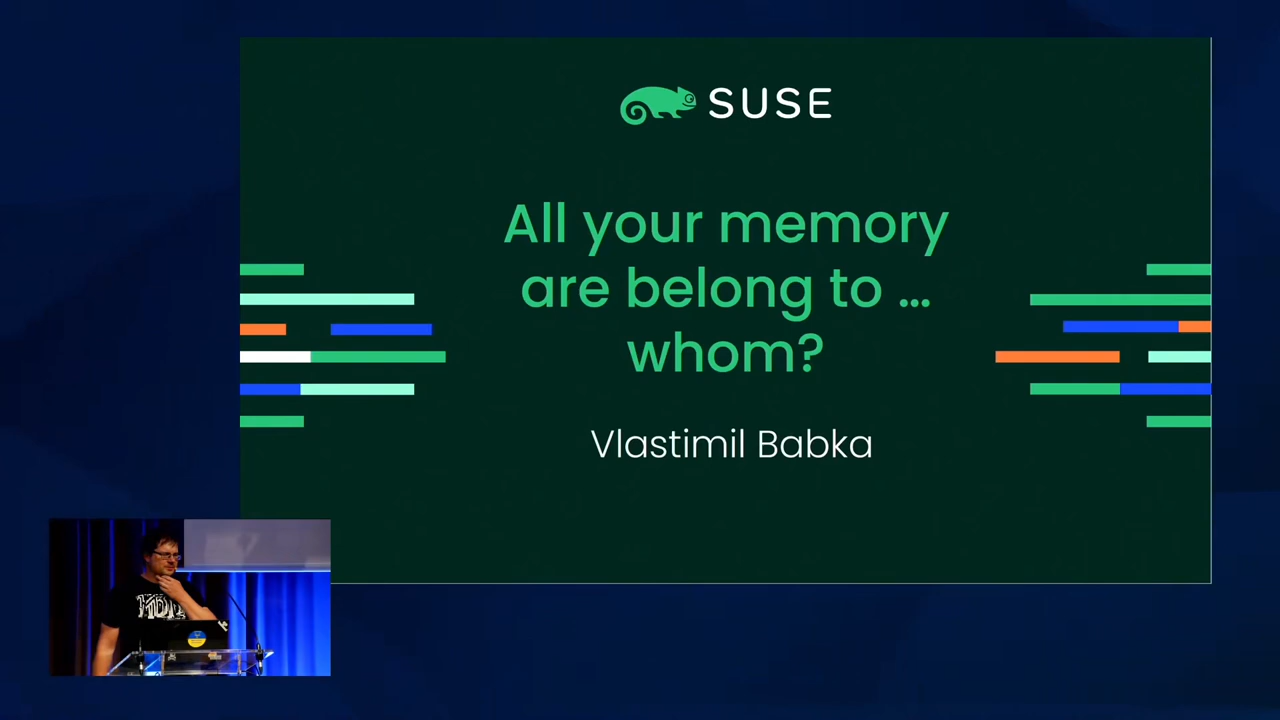 SUSE
All your memory
are belong to ...
whom?
Vlastimil Babka